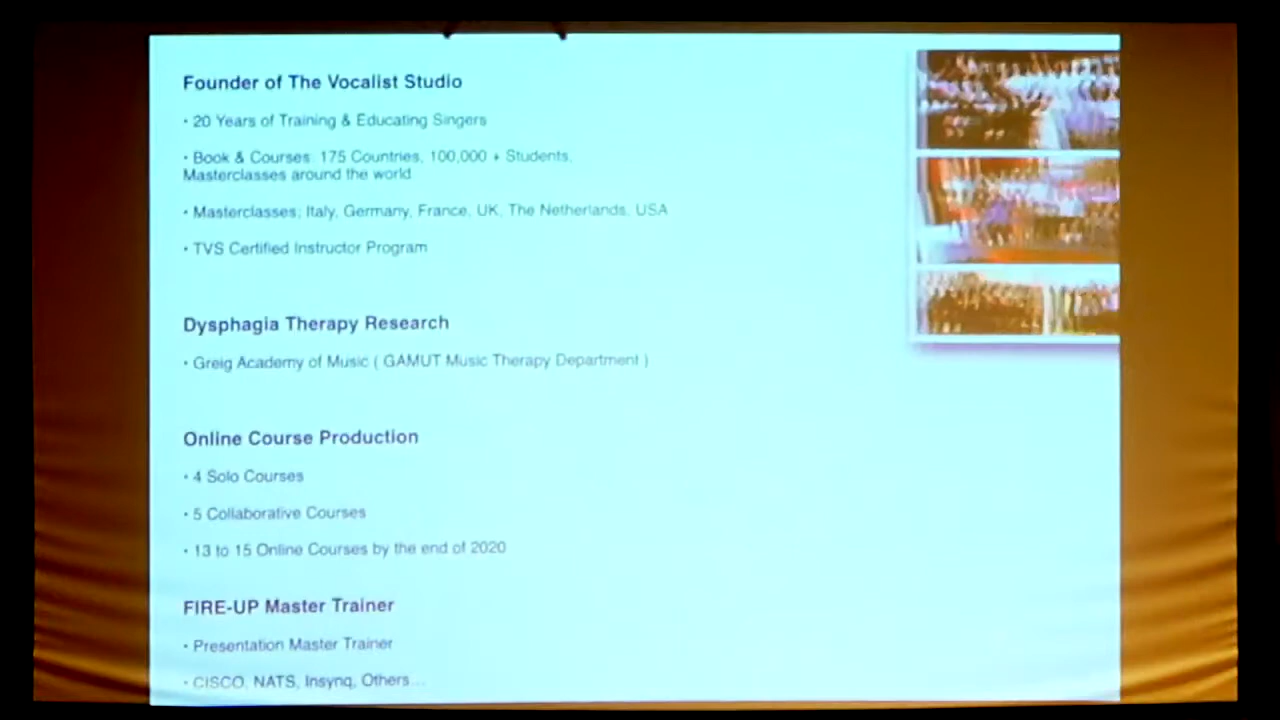 Founder of The Vocalist Studio
• 20 Years of Training & Educating Singers
• Book & Courses: 175 Countries, 100,000 + Students,
Masterclasses around the world
• Masterclasses; Italy, Germany, France, UK, The Netherlands, USA
• TVS Certified Instructor Program
Dysphagia Therapy Research
• Greig Academy of Music ( GAMUT Music Therapy Department )
Online Course Production
• 4 Solo Courses
• 5 Collaborative Courses
• 13 to 15 Online Courses by the end of 2020
FIRE-UP Master Trainer
• Presentation Master Trainer
• CISCO, NATS, Insynq, Others...